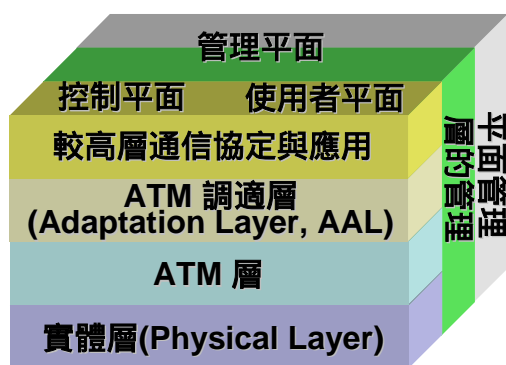 管理平面
控制平面 使用者平面
較高層通信協定與應用
ATM 調適層
(Adaptation Layer, AAL)
ATM 層
實體層(Physical Layer)
層的管理
平面管理